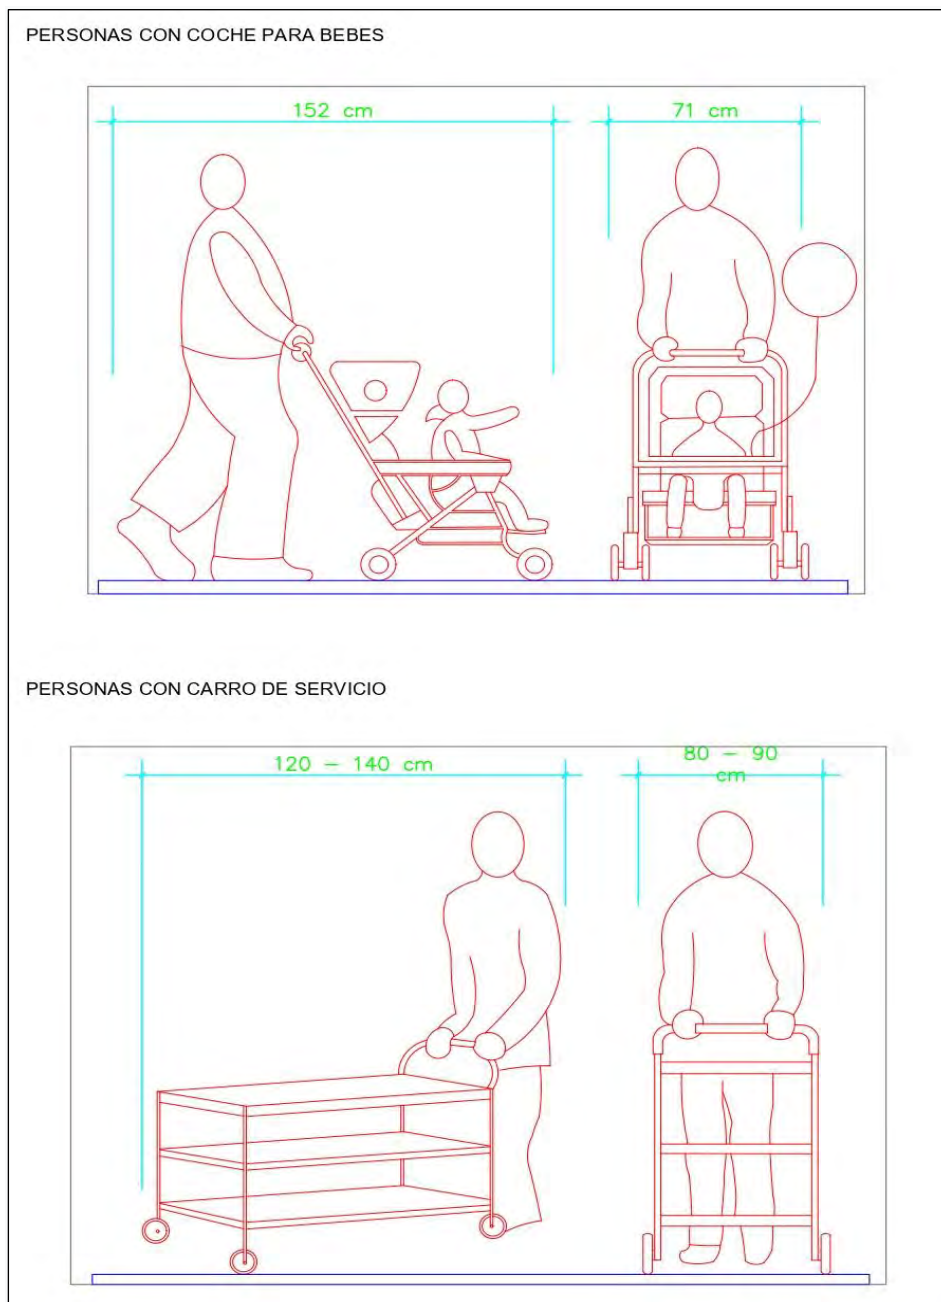 PERSONAS CON COCHE PARA BEBES
152 cm
71 cm
PERSONAS CON CARRO DE SERVICIO
120 – 140 cm
80 – 90
cm